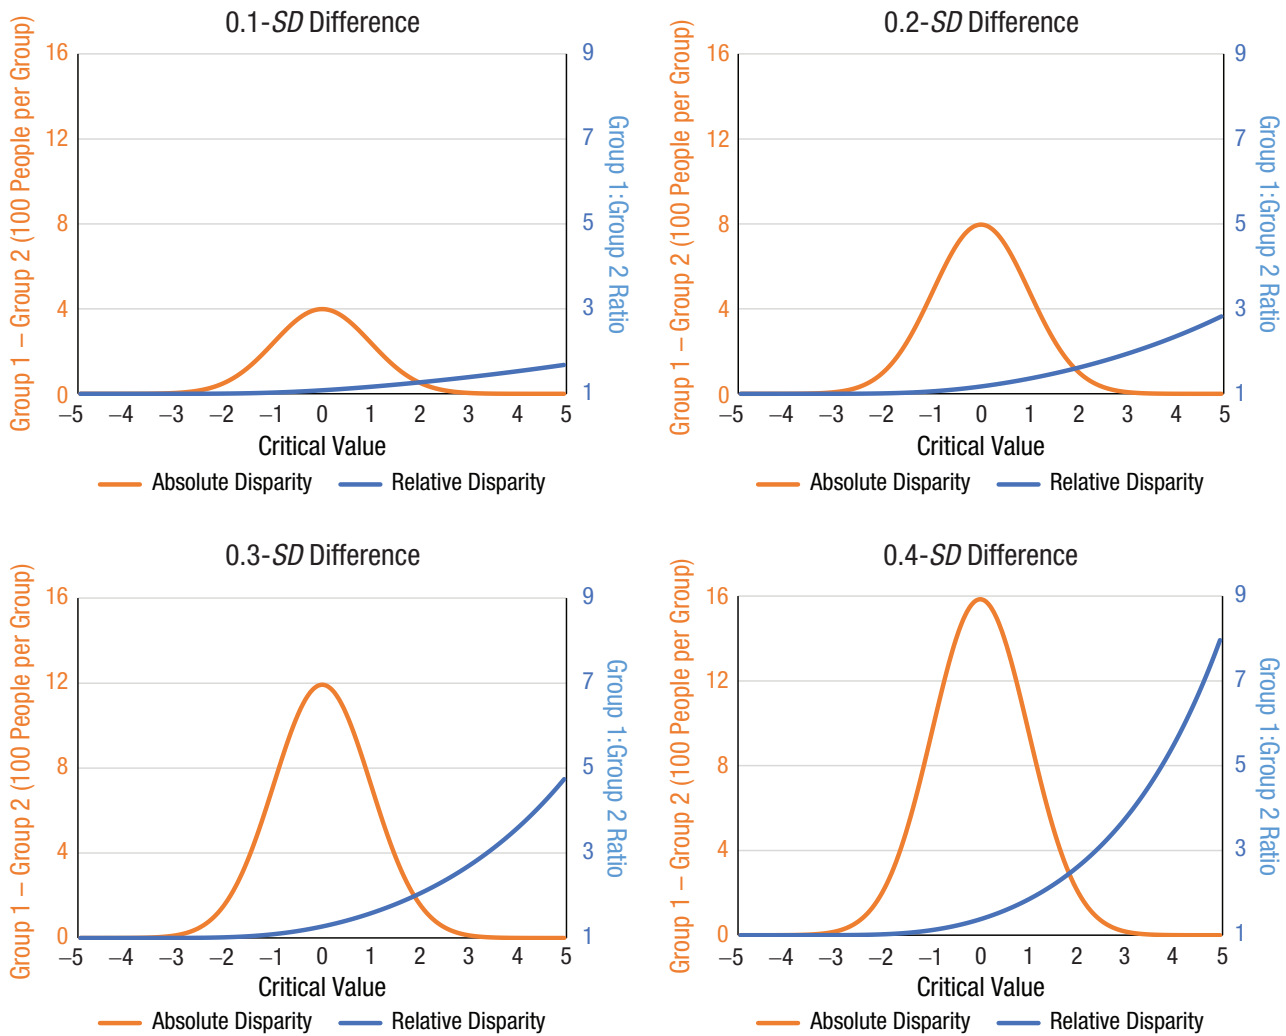 0.1-SD Difference
Group 1 – Group 2 (100 People per Group)
16
12
8
4
0
9
7
5
3
1
Group 1:Group 2 Ratio
–5 –4 –3 –2 –1 0 1 2 3 4 5
Critical Value
Absolute Disparity Relative Disparity
0.2-SD Difference
Group 1 – Group 2 (100 People per Group)
16
12
8
4
0
9
7
5
3
1
Group 1:Group 2 Ratio
–5 –4 –3 –2 –1 0 1 2 3 4 5
Critical Value
Absolute Disparity Relative Disparity
0.3-SD Difference
Group 1 – Group 2 (100 People per Group)
16
12
8
4
0
9
7
5
3
1
Group 1:Group 2 Ratio
–5 –4 –3 –2 –1 0 1 2 3 4 5
Critical Value
Absolute Disparity Relative Disparity
0.4-SD Difference
Group 1 – Group 2 (100 People per Group)
16
12
8
4
0
9
7
5
3
1
Group 1:Group 2 Ratio
–5 –4 –3 –2 –1 0 1 2 3 4 5
Critical Value
Absolute Disparity Relative Disparity